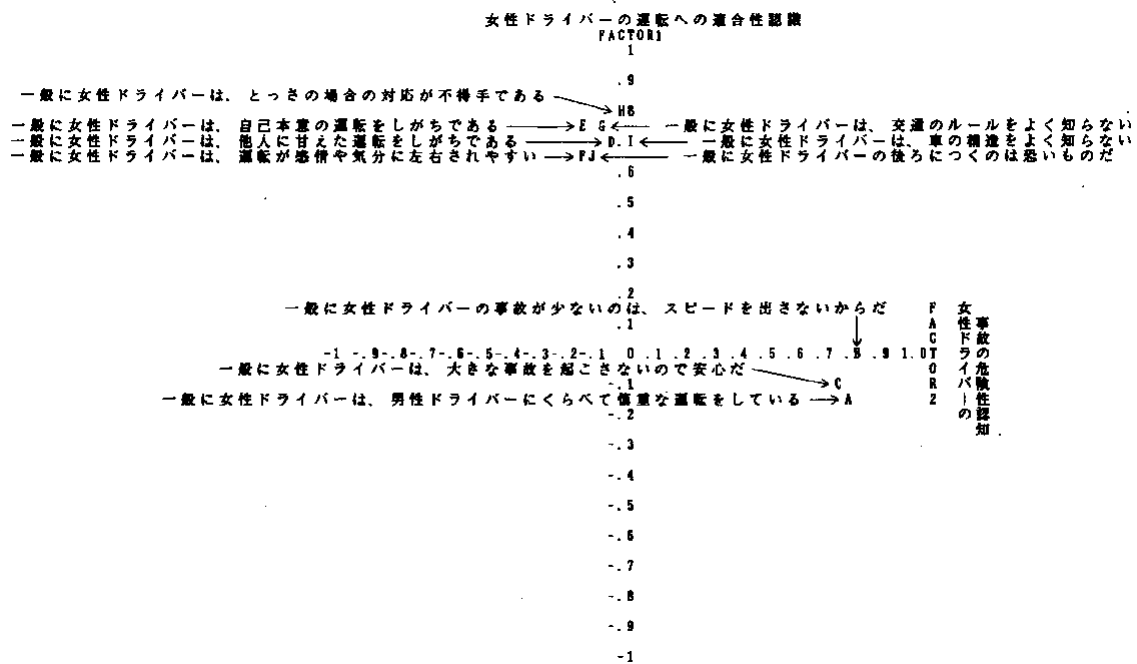 女性ドライバーの運転への適合性認識
FACTOR1
1
.9
一般に女性ドライバーは、とっさの場合の対応が不得手である
H8
一般に女性ドライバーは、自己本意の運転をしがちである → E G ← 一般に女性ドライバーは、交通のルールをよく知らない
一般に女性ドライバーは、他人に甘えた運転をしがちである → D.I ← 一般に女性ドライバーは、車の構造をよく知らない
一般に女性ドライバーは、運転が感情や気分に左右されやすい → FJ ← 一般に女性ドライバーの後ろにつくのは恐いものだ
.6
.5
.4
.3
.2
一般に女性ドライバーの事故が少ないのは、スピードを出さないからだ
.1
-1 -.9-.8-.7-.6-.5-.4-.3-.2-.1 0 .1 .2 .3 .4 .5 .6 .7 .B .9 1.0
一般に女性ドライバーは、大きな事故を起こさないので安心だ
-.1 C
一般に女性ドライバーは、男性ドライバーにくらべて慎重な運転をしている → A
-.2
-.3
-.4
-.5
-.6
-.7
-.8
-.9
-1
FACTOR2
女性ドライバーの
事故の危険性認知